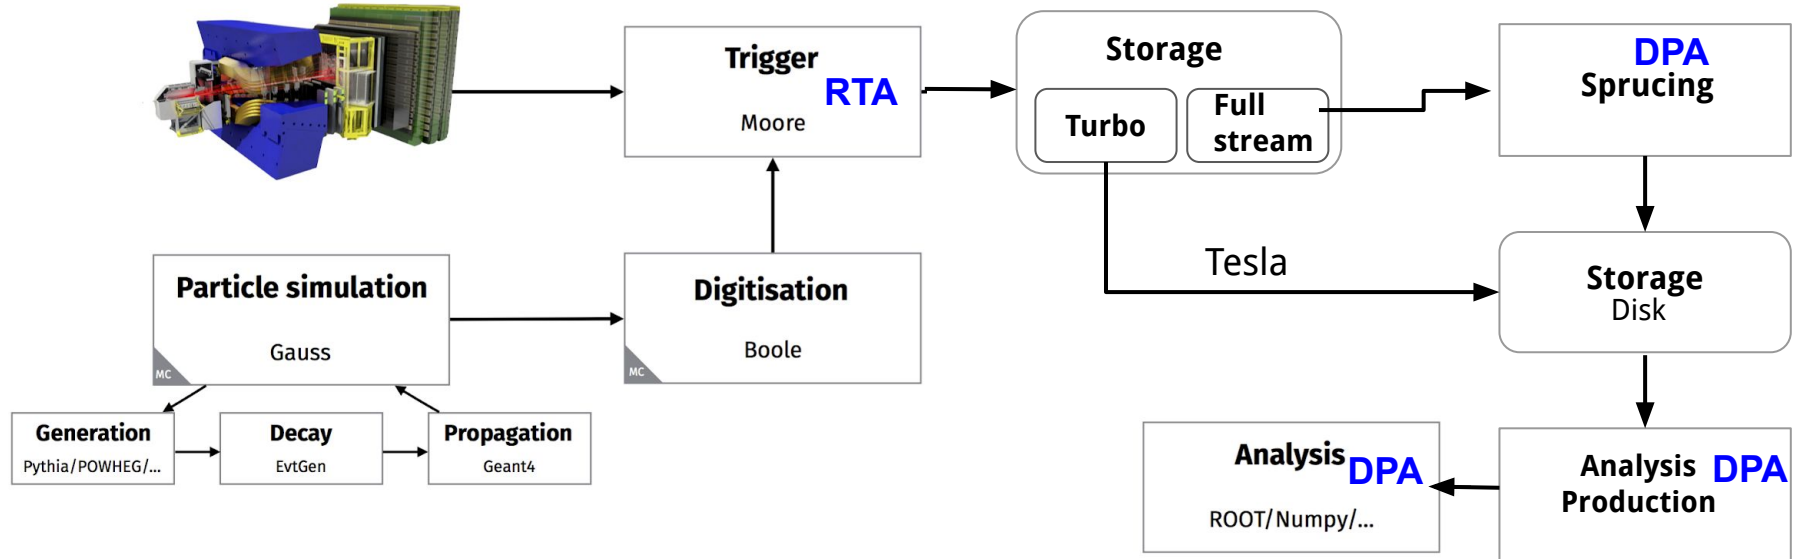 Trigger
RTA
Moore
Storage
Turbo
Full
stream
DPA
Sprucing
Particle simulation
Gauss
MC
Digitisation
Boole
MC
Tesla
Storage
Disk
Generation
Pythia/POWHEG/...
Decay
EvtGen
Propagation
Geant4
Analysis DPA
ROOT/Numpy/...
Analysis DPA
Production